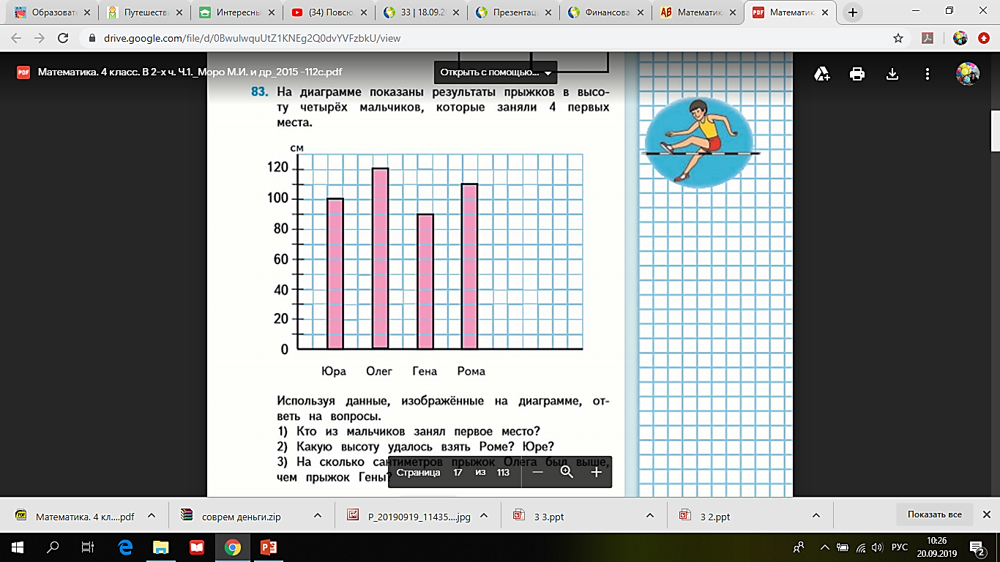 Образовате
Путешестви
Интересны
(34) Повсю
33 | 18.09.2
Презентаци
Финансова
Математик
Математик
drive.google.com/file/d/0BwulwquUtZ1KNEg2Q0dvYVFzbkU/view
PDF Математика. 4 класс. В 2-х ч. Ч.1._Моро М.И. и др_2015 -112с.pdf
Открыть с помощью...
83. На диаграмме показаны результаты прыжков в высо-
ту четырёх мальчиков, которые заняли 4 первых
места.
см
120
100
80
60
40
20
0
Юра Олег Гена Рома
Используя данные, изображённые на диаграмме, от-
веть на вопросы.
1) Кто из мальчиков занял первое место?
2) Какую высоту удалось взять Роме? Юре?
3) На сколько сантиметров прыжок Олега был выше,
чем прыжок Гены?
Страница 17 из 113
Математика. 4 кл....pdf
соврем деньги.zip
P_20190919_11435....jpg
3 3.ppt
3 2.ppt
Показать все
РУС
10:26
20.09.2019
2